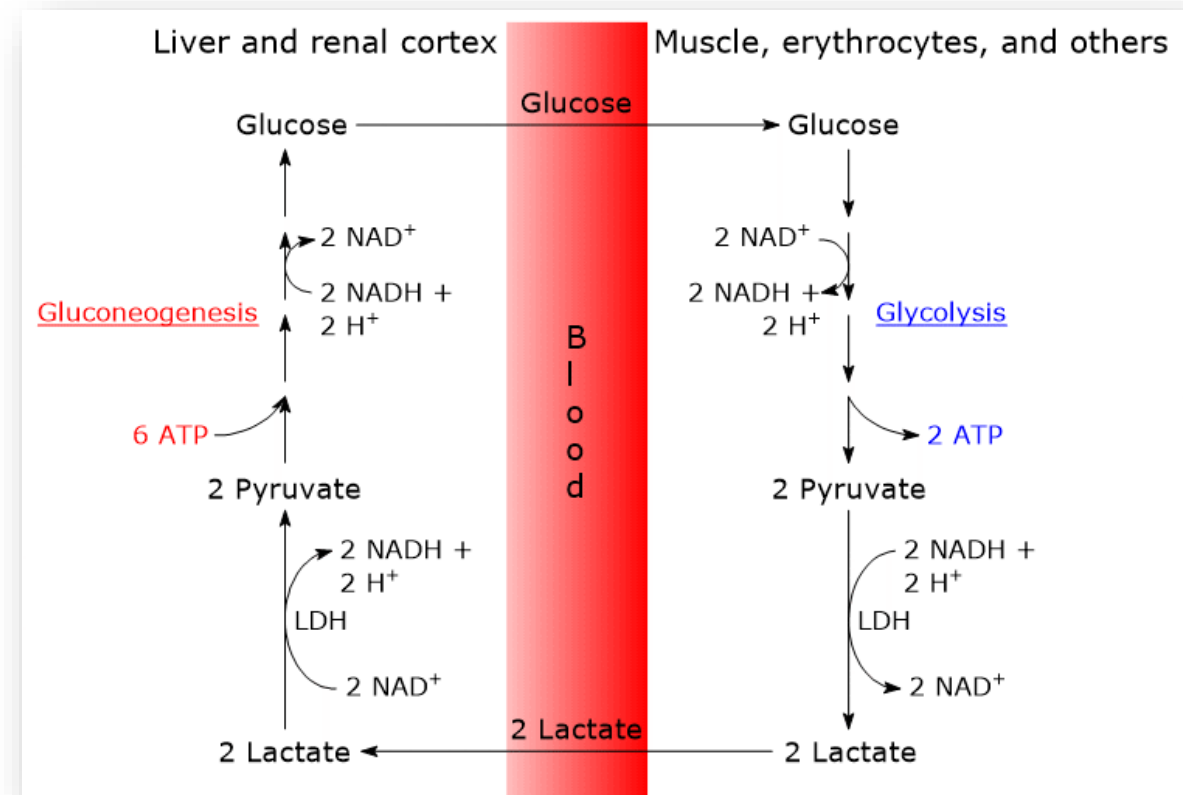 Liver and renal cortex
Muscle, erythrocytes, and others
Glucose
Glucose
Glucose
2 NAD⁺
2 NADH +
2 H⁺
Gluconeogenesis
6 ATP
2 Pyruvate
2 NADH +
2 H⁺
LDH
2 NAD⁺
2 Lactate
B
l
o
o
d
2 Lactate
2 NAD⁺
2 NADH +
2 H⁺
Glycolysis
2 ATP
2 Pyruvate
2 NADH +
2 H⁺
LDH
2 NAD⁺
2 Lactate